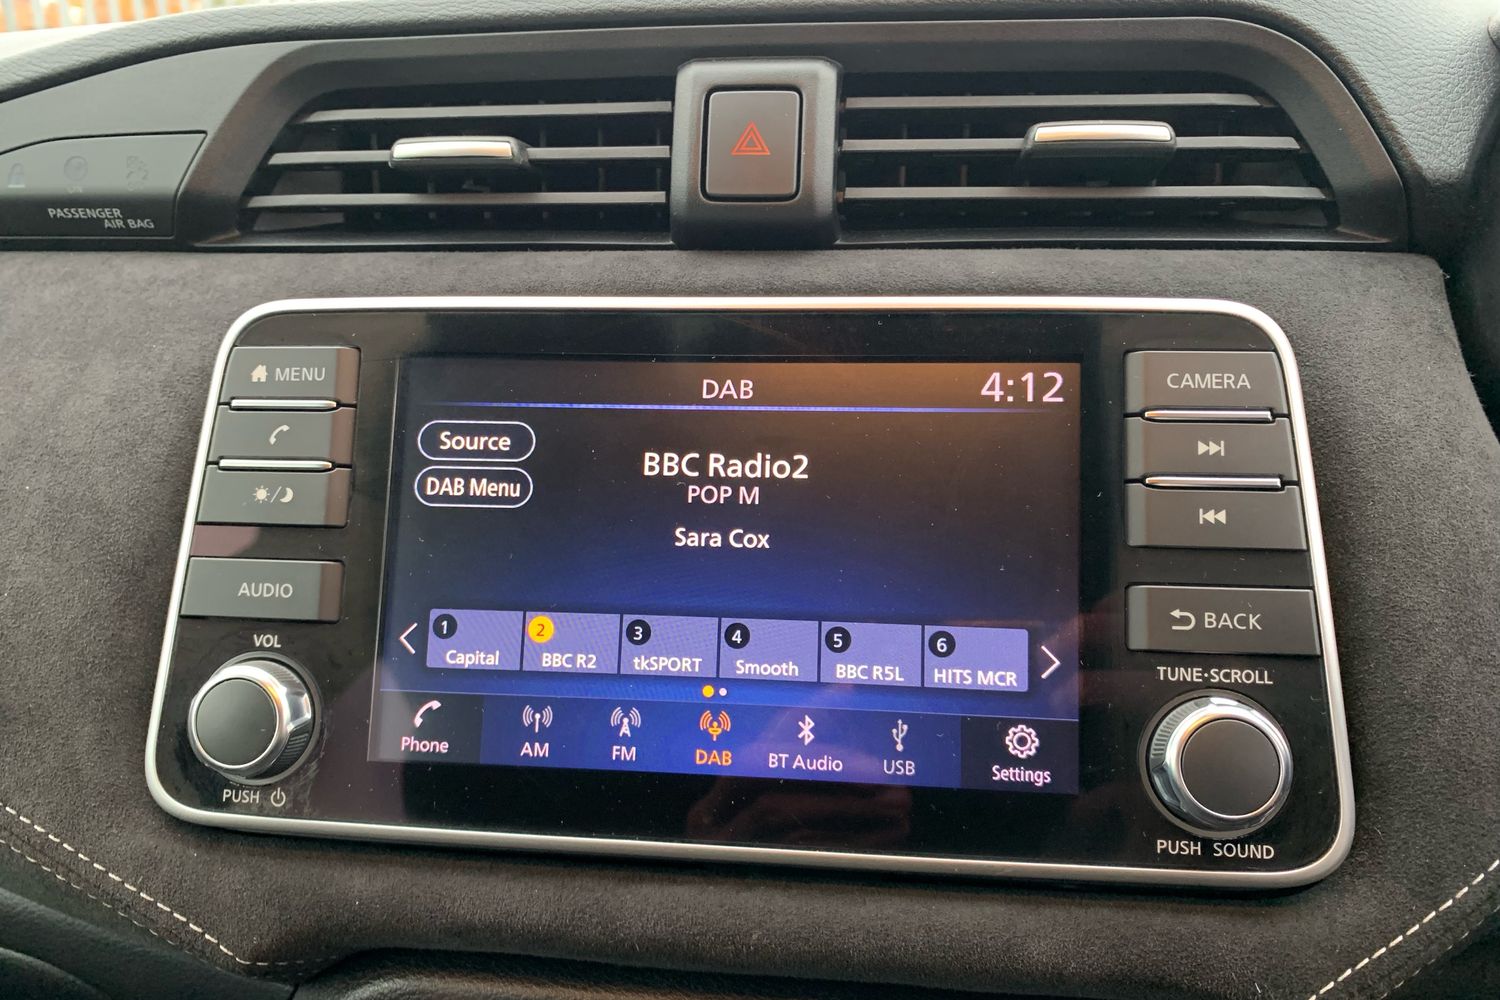 PASSENGER
AIR BAG
MENU
AUDIO
VOL
PUSH
DAB
4:12
Source
DAB Menu
BBC Radio2
POP M
Sara Cox
1 Capital
2 BBC R2
3 tkSPORT
4 Smooth
5 BBC R5L
6 HITS MCR
Phone
AM
FM
DAB
BT Audio
USB
Settings
CAMERA
BACK
TUNE·SCROLL
PUSH SOUND